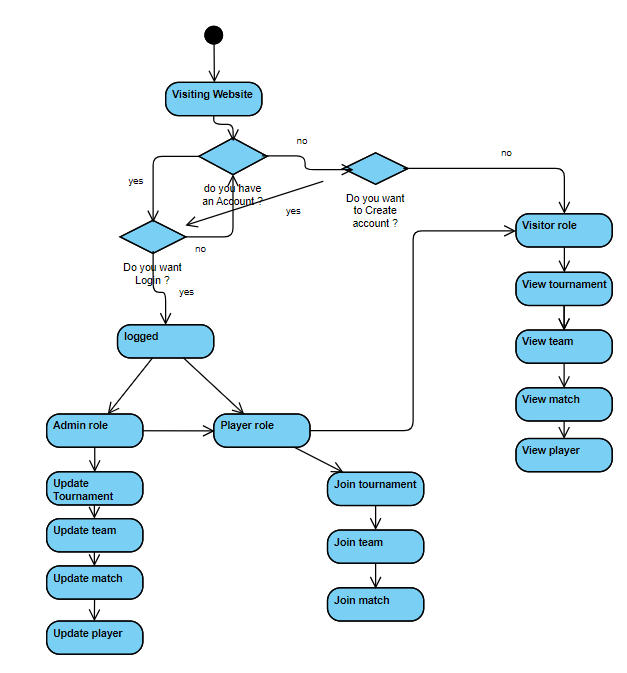 Visiting Website
no
no
yes
do you have
an Account ?
Do you want
to Create
account ?
yes
Visitor role
no
Do you want
Login ?
yes
View tournament
logged
View team
View match
Admin role
Player role
View player
Update
Tournament
Join tournament
Update team
Join team
Update match
Join match
Update player